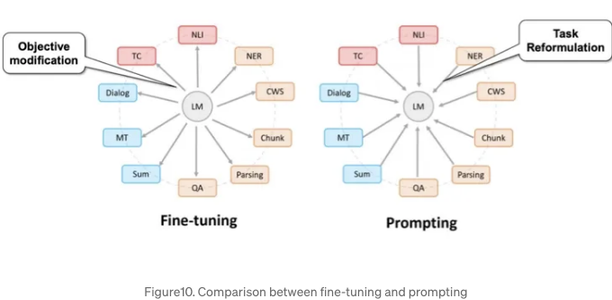 Objective
modification
NLI
TC
NER
Dialog
CWS
LM
MT
Chunk
Sum
Parsing
QA
Fine-tuning
Task
Reformulation
NLI
TC
NER
Dialog
CWS
LM
MT
Chunk
Sum
Parsing
QA
Prompting
Figure10. Comparison between fine-tuning and prompting